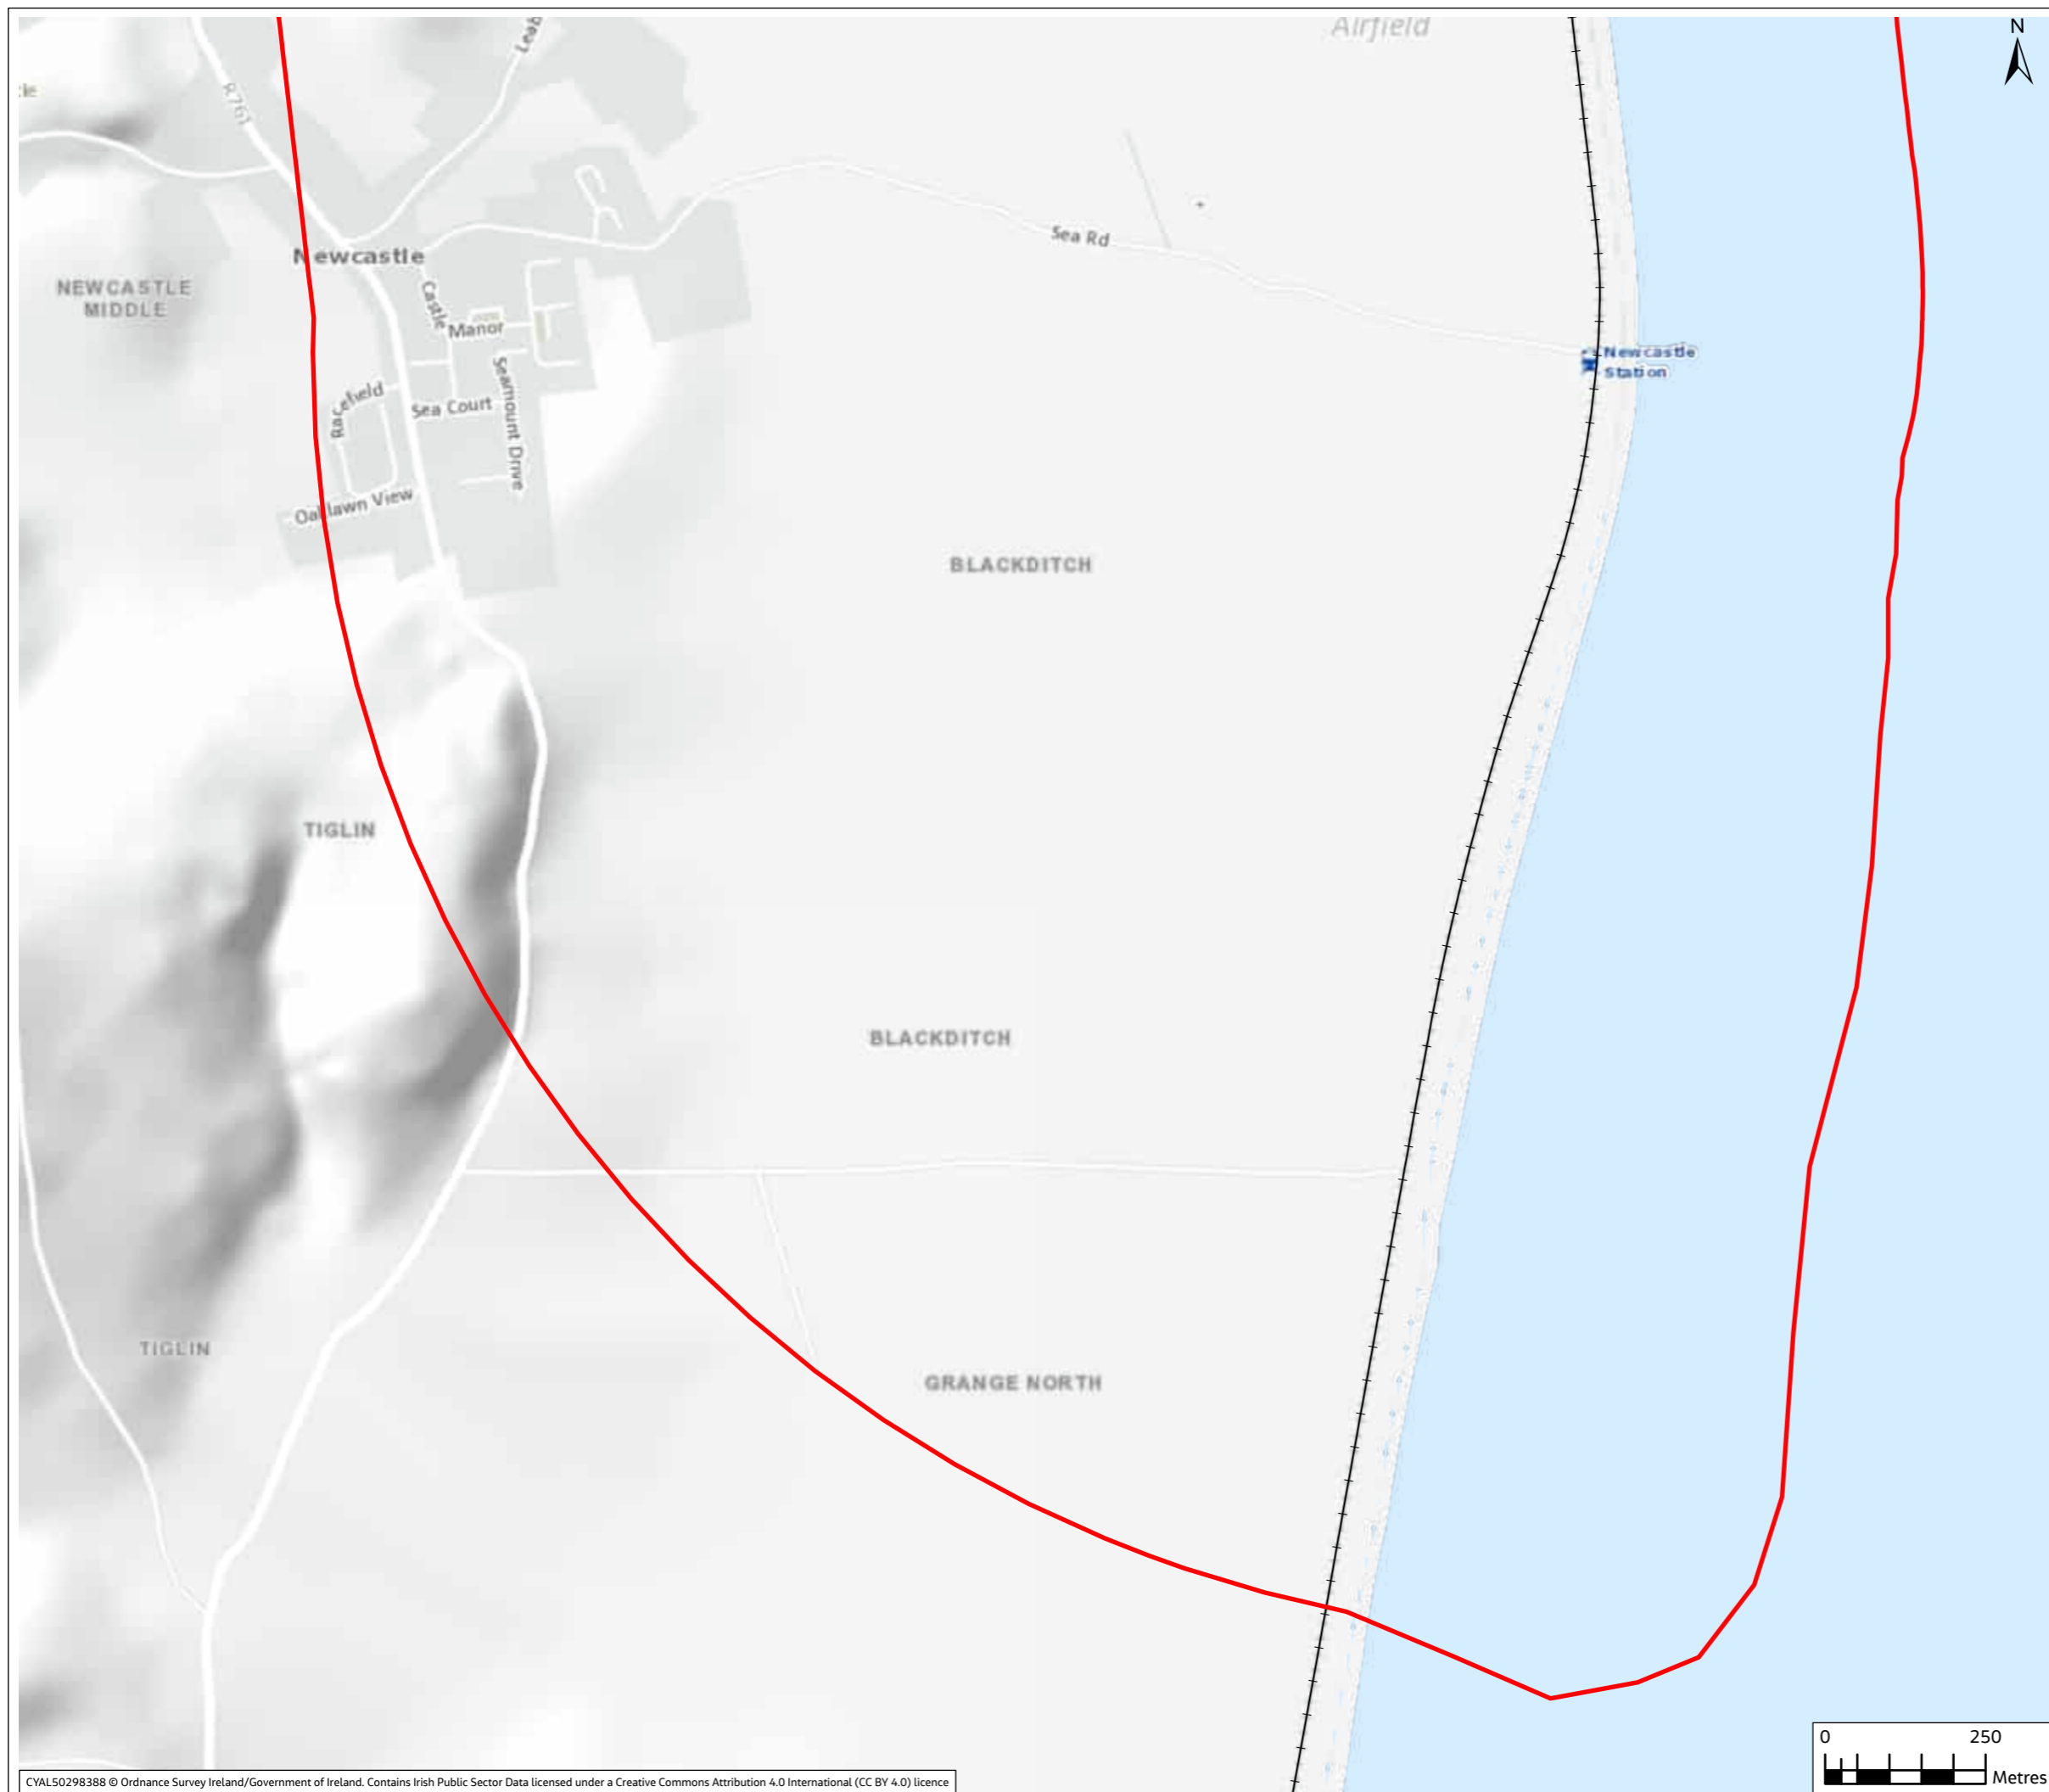 Airfield
N
R761
Newcastle
NEWCASTLE
MIDDLE
Sea Rd
Castle
Manor
Newcastle
Station
Racefield
Sea Court
Seamount Drive
Oaklawn View
BLACKDITCH
TIGLIN
BLACKDITCH
TIGLIN
GRANGE NORTH
0 250
Metres
CYAL50298388 © Ordnance Survey Ireland/Government of Ireland. Contains Irish Public Sector Data licensed under a Creative Commons Attribution 4.0 International (CC BY 4.0) licence